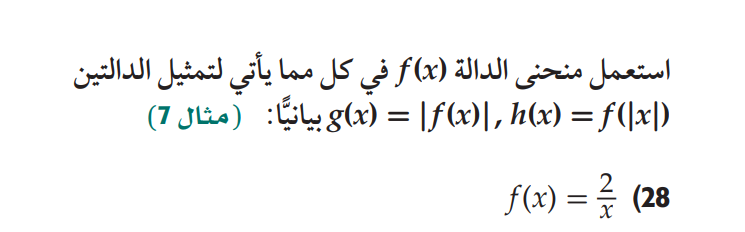 استعمل منحنى الدالة f(x) في كل مما يأتي لتمثيل الدالتين
g(x) = |f(x)|, h(x) = f(|x|) بيانيًّا: (مثال 7)
28) f(x) = 2/x